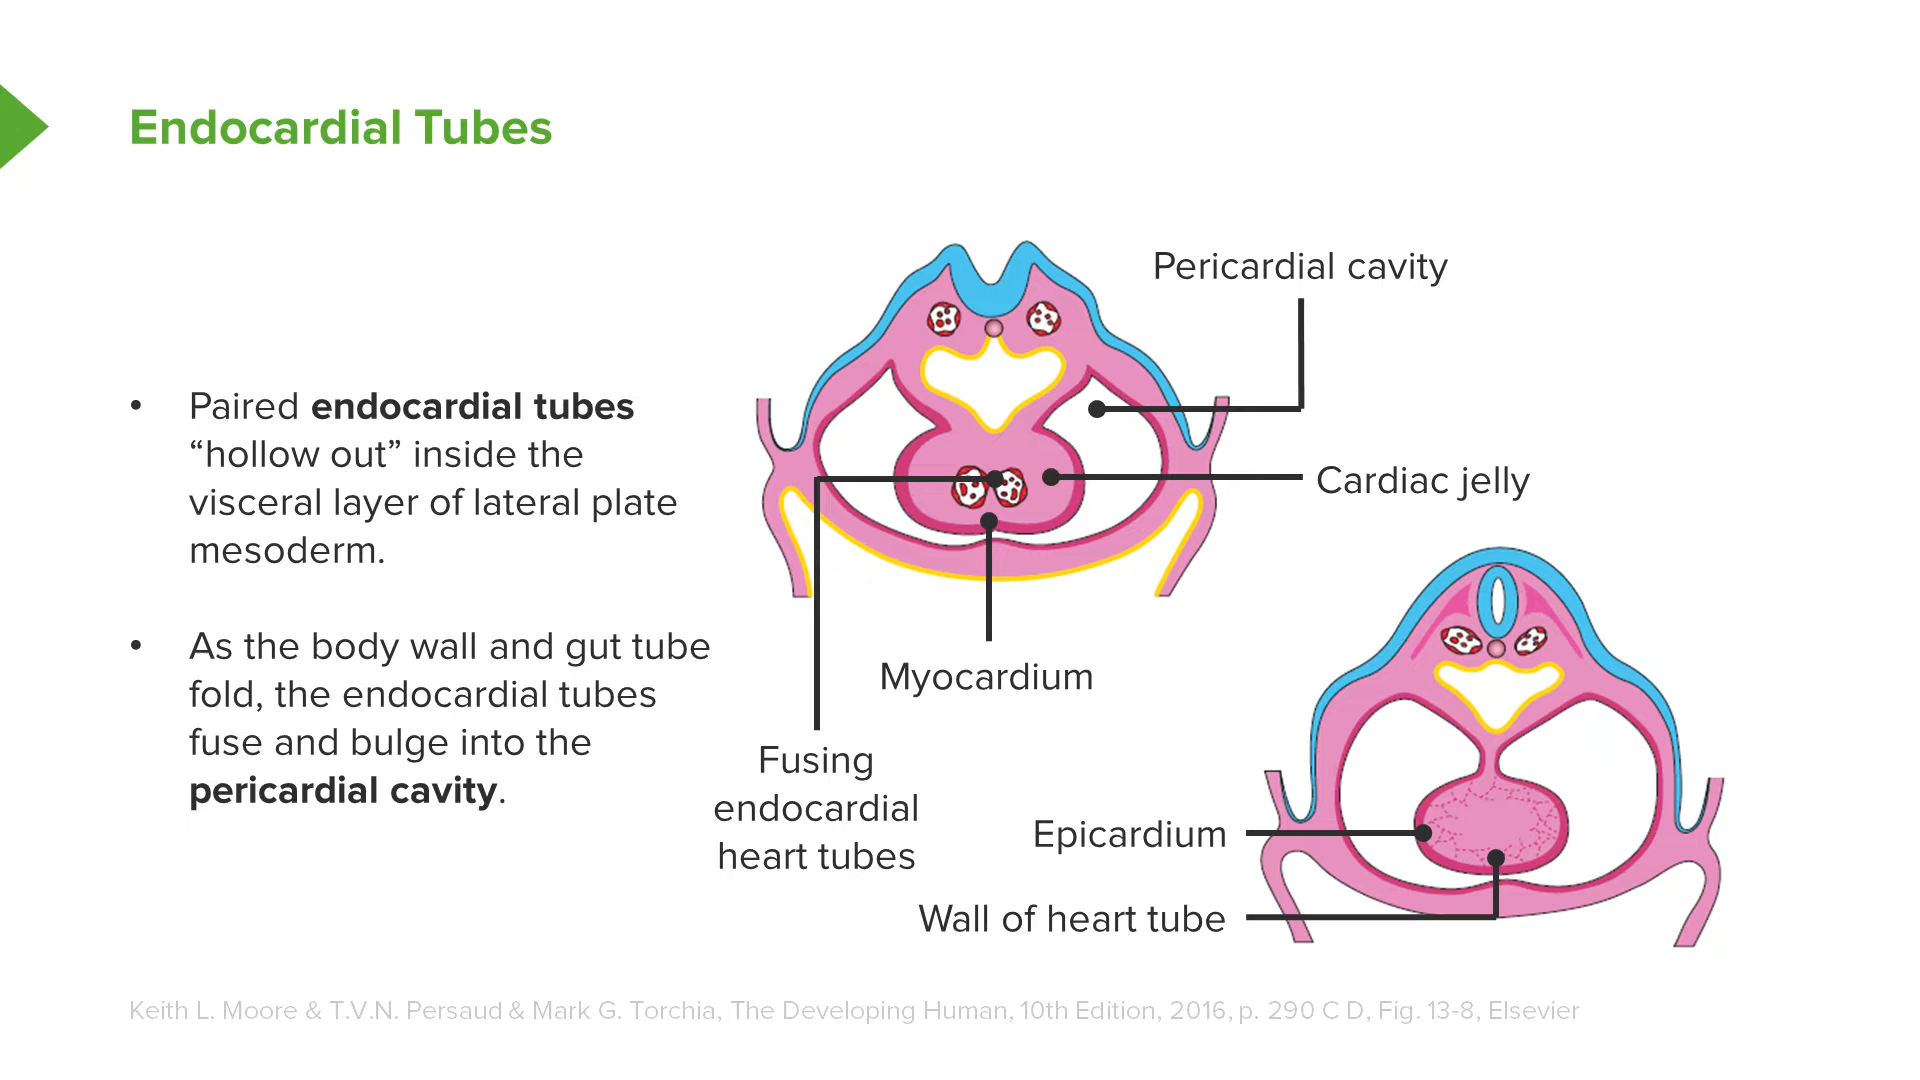 Endocardial Tubes
• Paired endocardial tubes
“hollow out” inside the
visceral layer of lateral plate
mesoderm.
• As the body wall and gut tube
fold, the endocardial tubes
fuse and bulge into the
pericardial cavity.
Pericardial cavity
Cardiac jelly
Myocardium
Fusing
endocardial
heart tubes
Epicardium
Wall of heart tube
Keith L. Moore & T.V.N. Persaud & Mark G. Torchia, The Developing Human, 10th Edition, 2016, p. 290 C D, Fig. 13-8, Elsevier